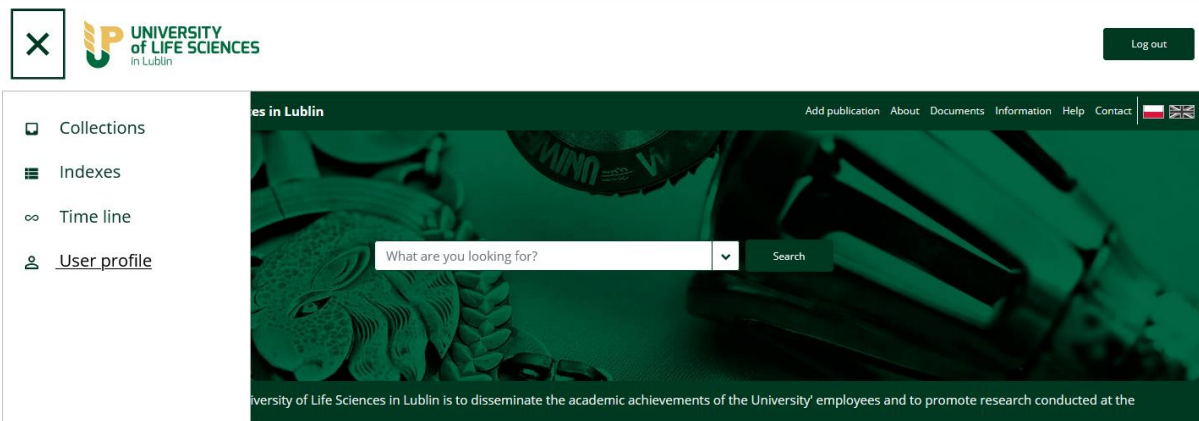 UNIVERSITY
of LIFE SCIENCES
in Lublin
Log out
Collections
Indexes
Time line
User profile
es in Lublin
Add publication About Documents Information Help Contact
What are you looking for?
Search
iversity of Life Sciences in Lublin is to disseminate the academic achievements of the University' employees and to promote research conducted at the